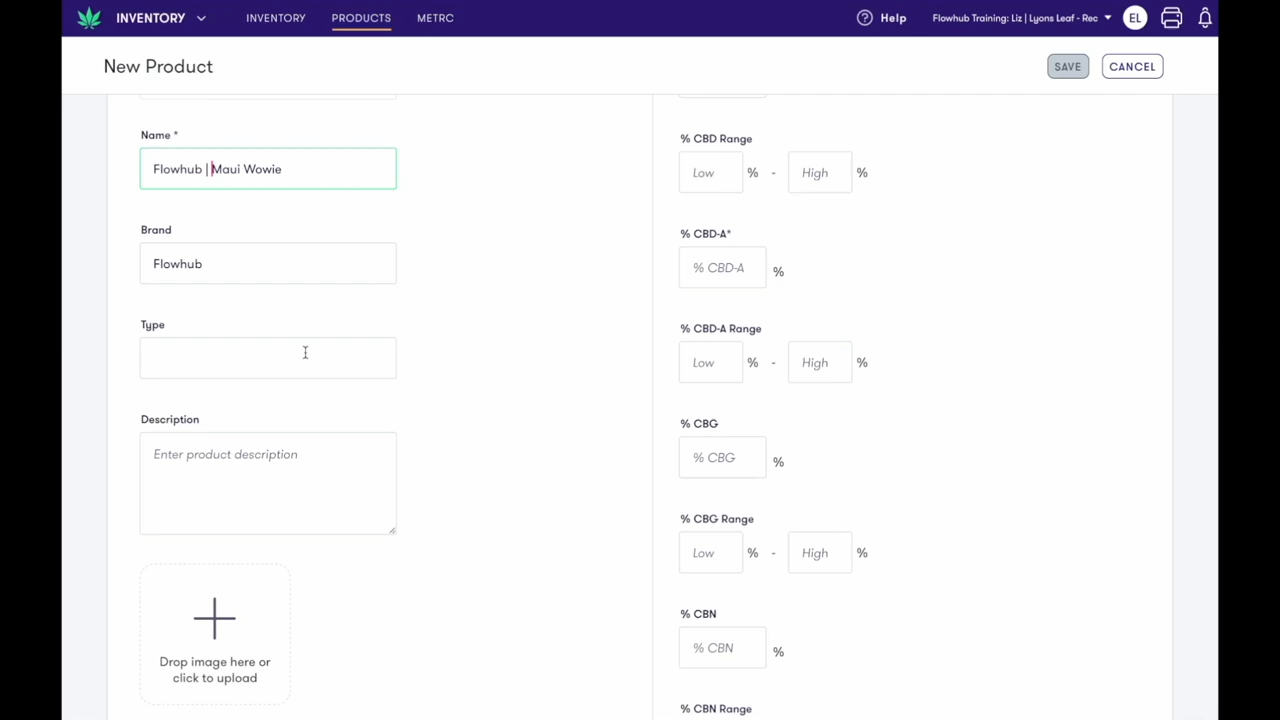 INVENTORY
INVENTORY
PRODUCTS
METRC
Help
Flowhub Training: Liz | Lyons Leaf - Rec
EL
New Product
SAVE
CANCEL
Name *
Flowhub | Maui Wowie
Brand
Flowhub
Type
Description
Enter product description
Drop image here or
click to upload
% CBD Range
Low % - High %
% CBD-A*
% CBD-A %
% CBD-A Range
Low % - High %
% CBG
% CBG %
% CBG Range
Low % - High %
% CBN
% CBN %
% CBN Range